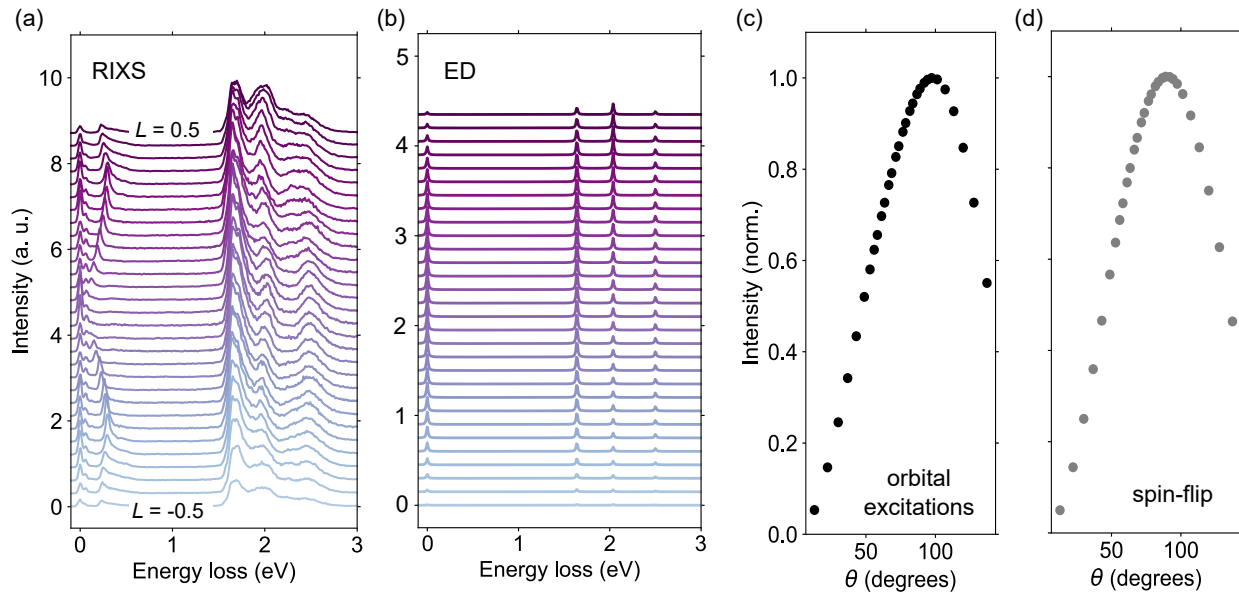 (a)
(b)
(c)
(d)
RIXS
L = 0.5
L = -0.5
10
8
6
4
2
0
Intensity (a. u.)
0
1
2
3
Energy loss (eV)
ED
5
4
3
2
1
0
0
1
2
3
Energy loss (eV)
1.0
0.8
0.6
0.4
0.2
0.0
Intensity (norm.)
orbital
excitations
50
100
θ (degrees)
spin-flip
50
100
θ (degrees)